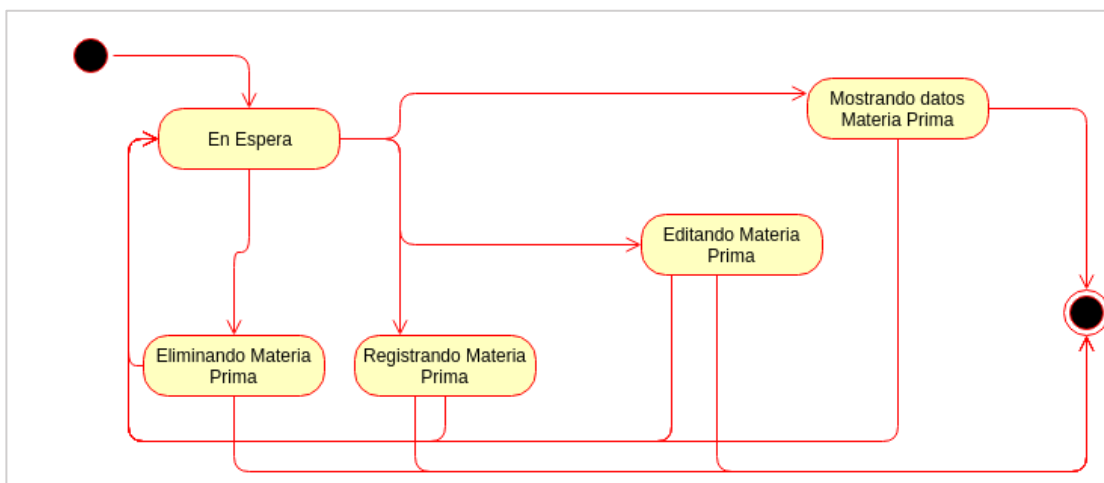 Mostrando datos
Materia Prima
En Espera
Editando Materia
Prima
Eliminando Materia
Prima
Registrando Materia
Prima